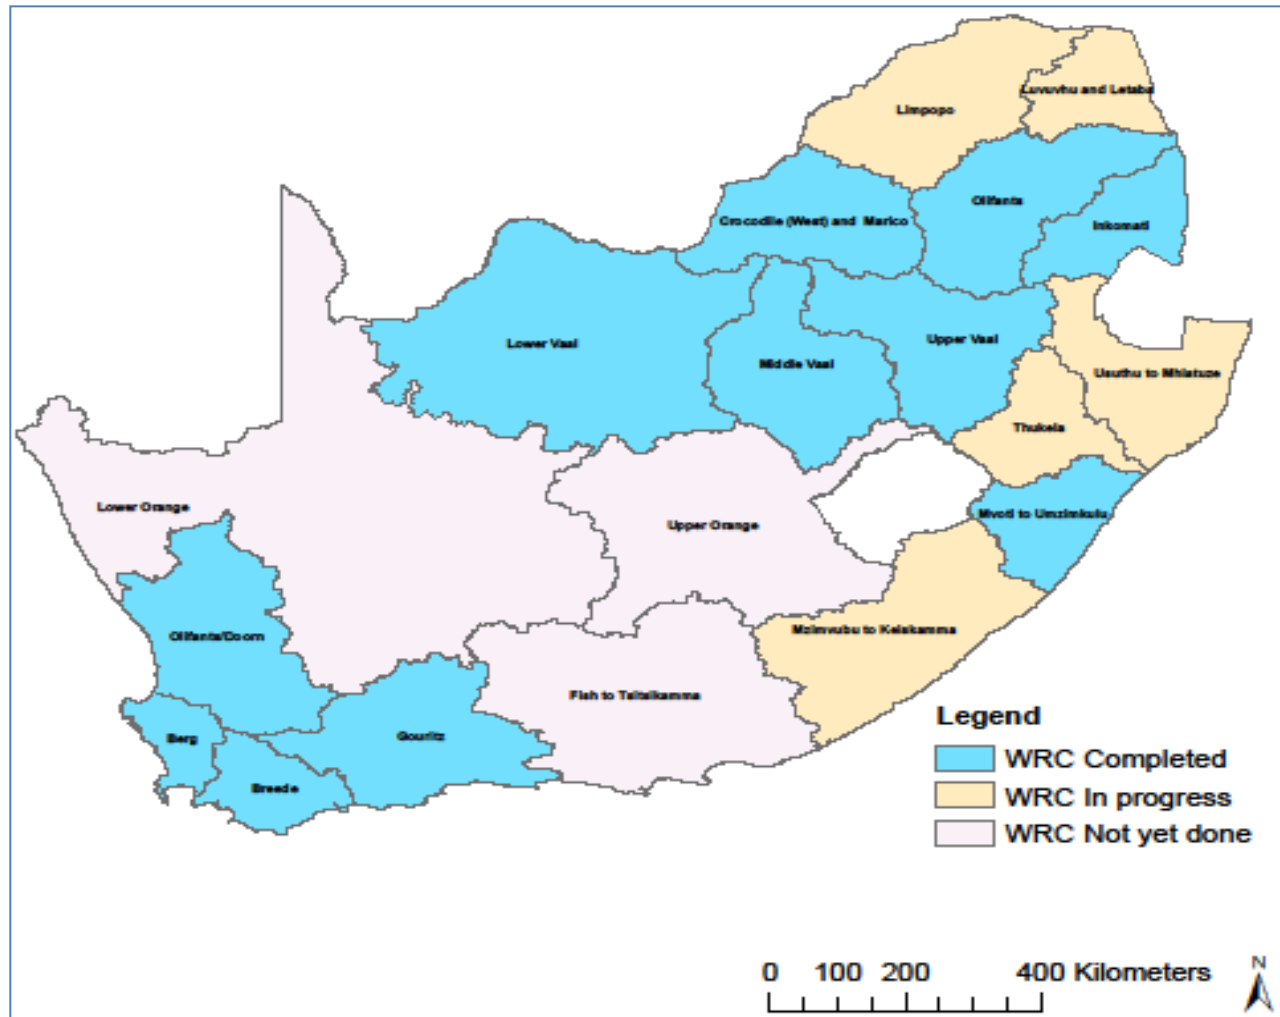 Limpopo
Luvuvhu and Letaba
Olifants
Crocodile (West) and Marico
Inkomati
Lower Vaal
Middle Vaal
Upper Vaal
Usuthu to Mhlatuze
Thukela
Mvoti to Umzimkulu
Lower Orange
Upper Orange
Olifants/Doorn
Mzimvubu to Keiskamma
Fish to Tsitsikamma
Berg
Gouritz
Breede
Legend
WRC Completed
WRC In progress
WRC Not yet done
0 100 200 400 Kilometers
N